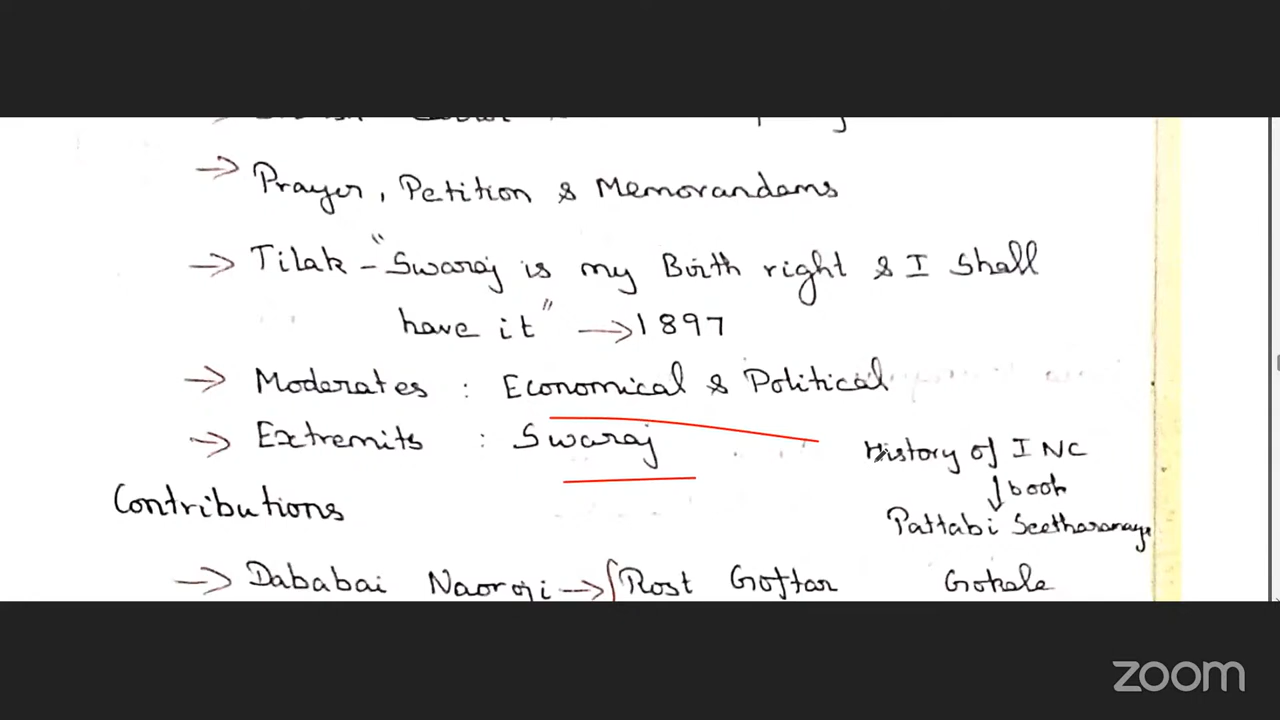 → Prayer, Petition & Memorandams
→ Tilak - "Swaraj is my Birth right & I Shall
have it" → 1897
→ Moderates : Economical & Political
→ Extremits : Swaraj
History of INC
↓ book
Contributions
Pattabi Seetharamaya
→ Dababai Naoroji → Rost Goftar Gokale
zoom